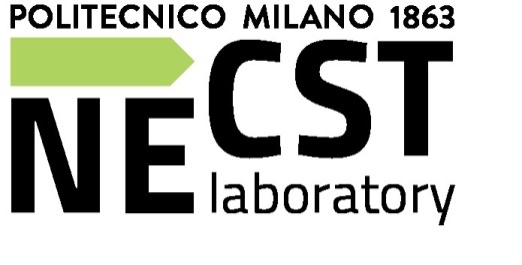 POLITECNICO MILANO 1863
NECST
laboratory